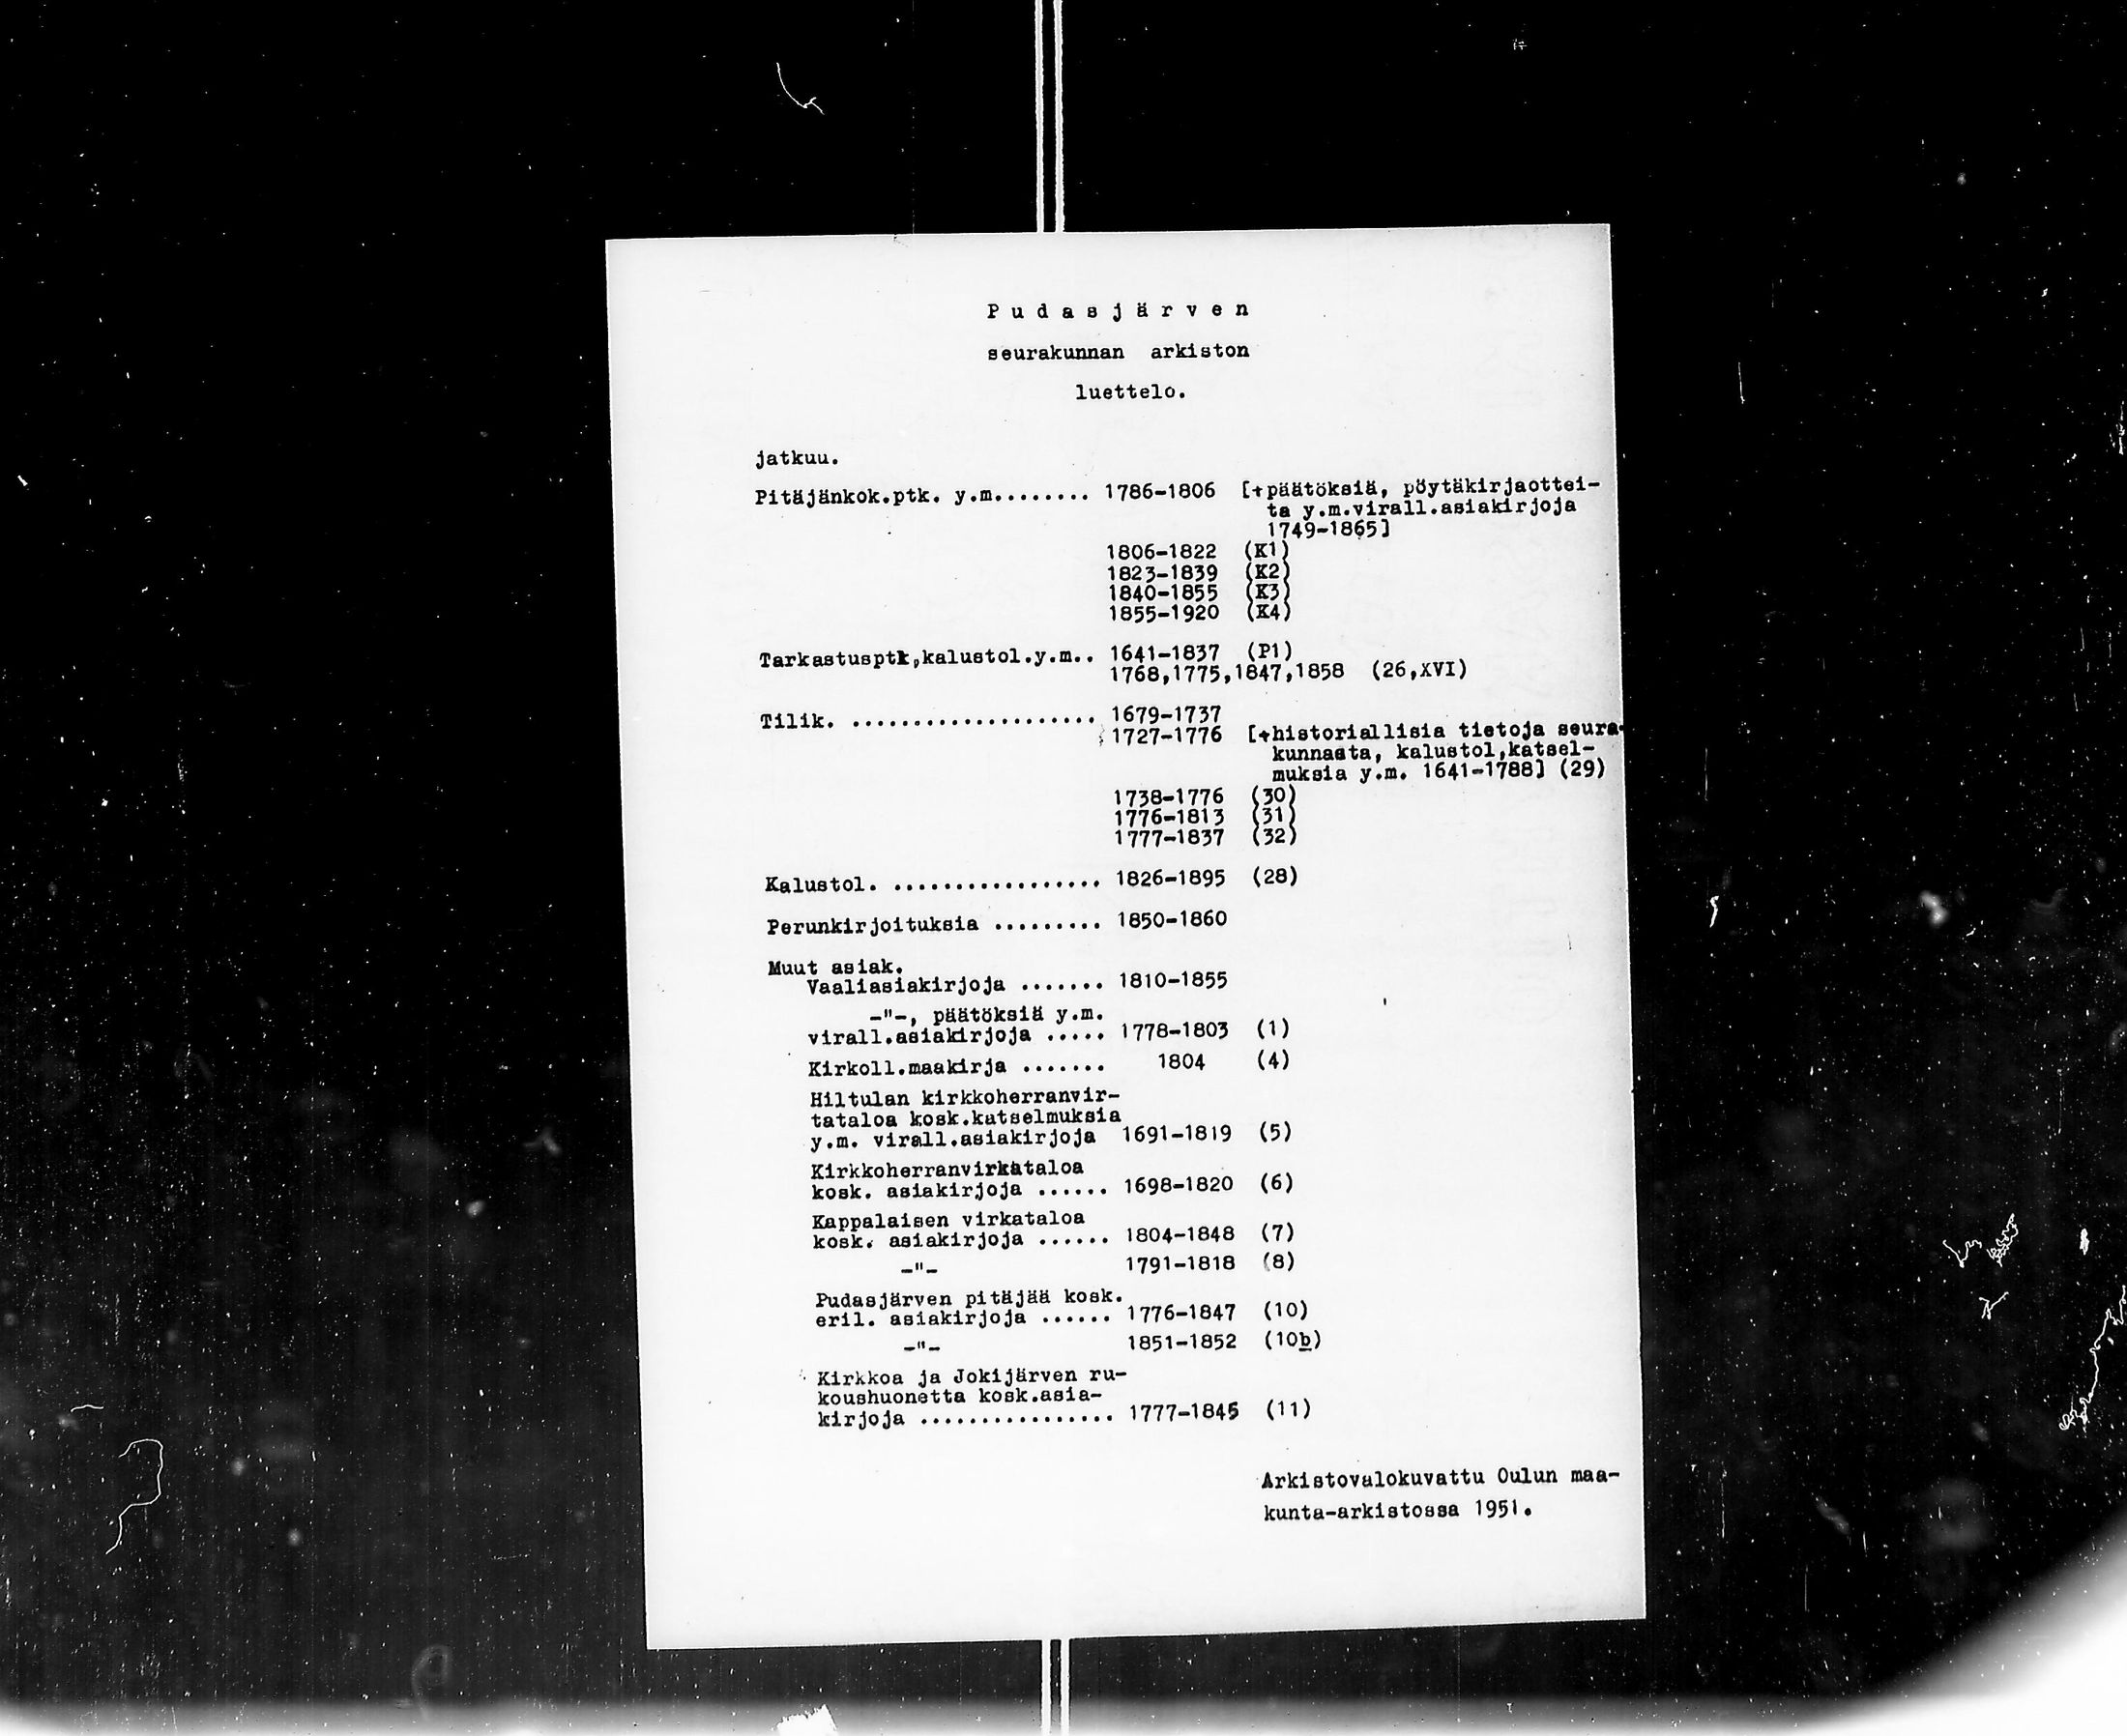 P u d a s j ä r v e n
seurakunnan arkiston
luettelo.
jatkuu.
Pitäjänkok.ptk. y.m........ 1786-1806 [+päätöksiä, pöytäkirjaottei-
ta y.m.virall.asiakirjoja
1749-1865]
1806-1822 (K1)
1823-1839 (K2)
1840-1855 (K3)
1855-1920 (K4)
Tarkastusptk,kalustol.y.m.. 1641-1837 (P1)
1768,1775,1847,1858 (26,XVI)
Tilik. .................... 1679-1737
1727-1776 [+historiallisia tietoja seura-
kunnasta, kalustol,katsel-
muksia y.m. 1641-1788] (29)
1738-1776 (30)
1776-1813 (31)
1777-1837 (32)
Kalustol. ................. 1826-1895 (28)
Perunkirjoituksia ......... 1850-1860
Muut asiak.
Vaaliasiakirjoja ....... 1810-1855
-"-, päätöksiä y.m.
virall.asiakirjoja ..... 1778-1803 (1)
Kirkoll.maakirja ....... 1804 (4)
Hiltulan kirkkoherranvir-
tataloa kosk.katselmuksia
y.m. virall.asiakirjoja 1691-1819 (5)
Kirkkoherranvirkataloa
kosk. asiakirjoja ...... 1698-1820 (6)
Kappalaisen virkataloa
kosk. asiakirjoja ...... 1804-1848 (7)
-"- 1791-1818 (8)
Pudasjärven pitäjää kosk.
eril. asiakirjoja ...... 1776-1847 (10)
-"- 1851-1852 (10b)
Kirkkoa ja Jokijärven ru-
koushuonetta kosk.asia-
kirjoja ................ 1777-1845 (11)
Arkistovalokuvattu Oulun maa-
kunta-arkistossa 1951.